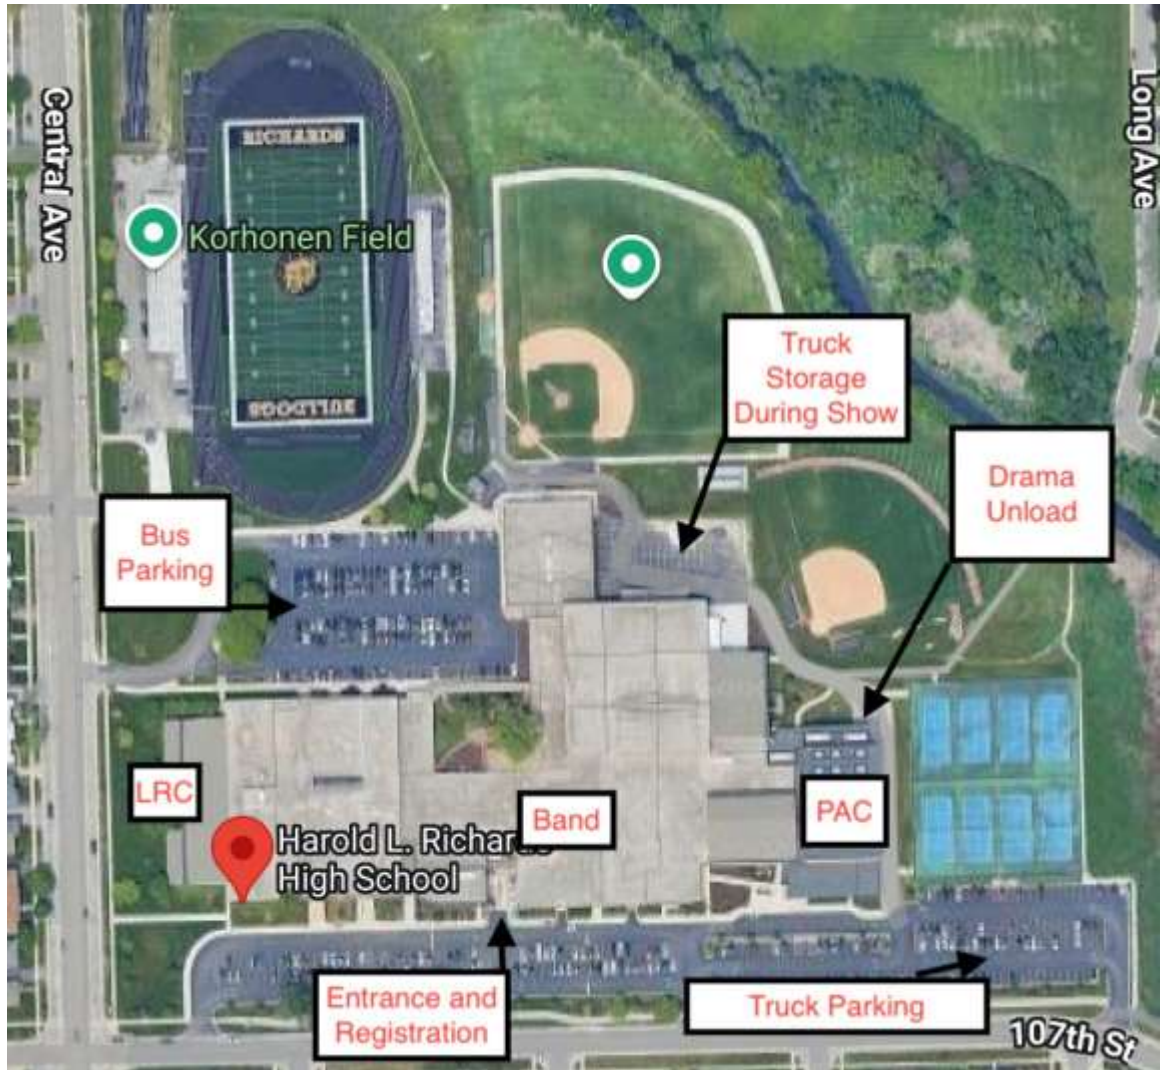 RICHARDS
Central Ave
Long Ave
Korhonen Field
BULLDOGS
Truck
Storage
During Show
Drama
Unload
Bus
Parking
LRC
Band
PAC
Harold L. Richards
High School
Entrance and
Registration
Truck Parking
107th St